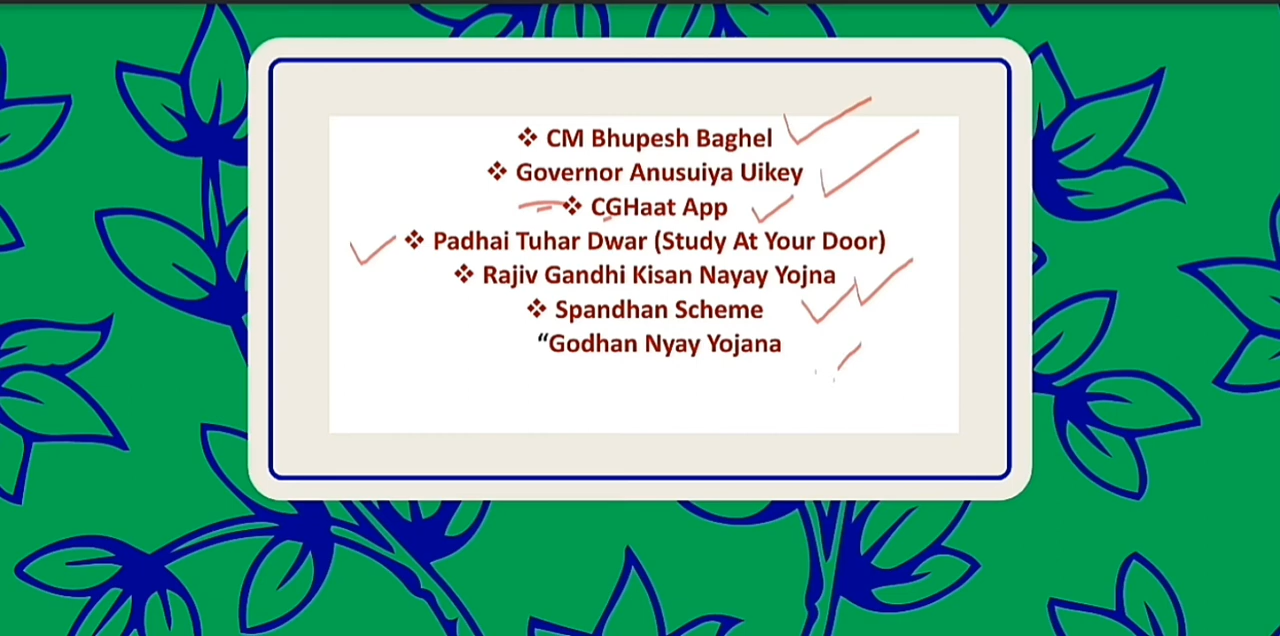 ❖ CM Bhupesh Baghel
❖ Governor Anusuiya Uikey
❖ CGHaat App
❖ Padhai Tuhar Dwar (Study At Your Door)
❖ Rajiv Gandhi Kisan Nayay Yojna
❖ Spandhan Scheme
“Godhan Nyay Yojana